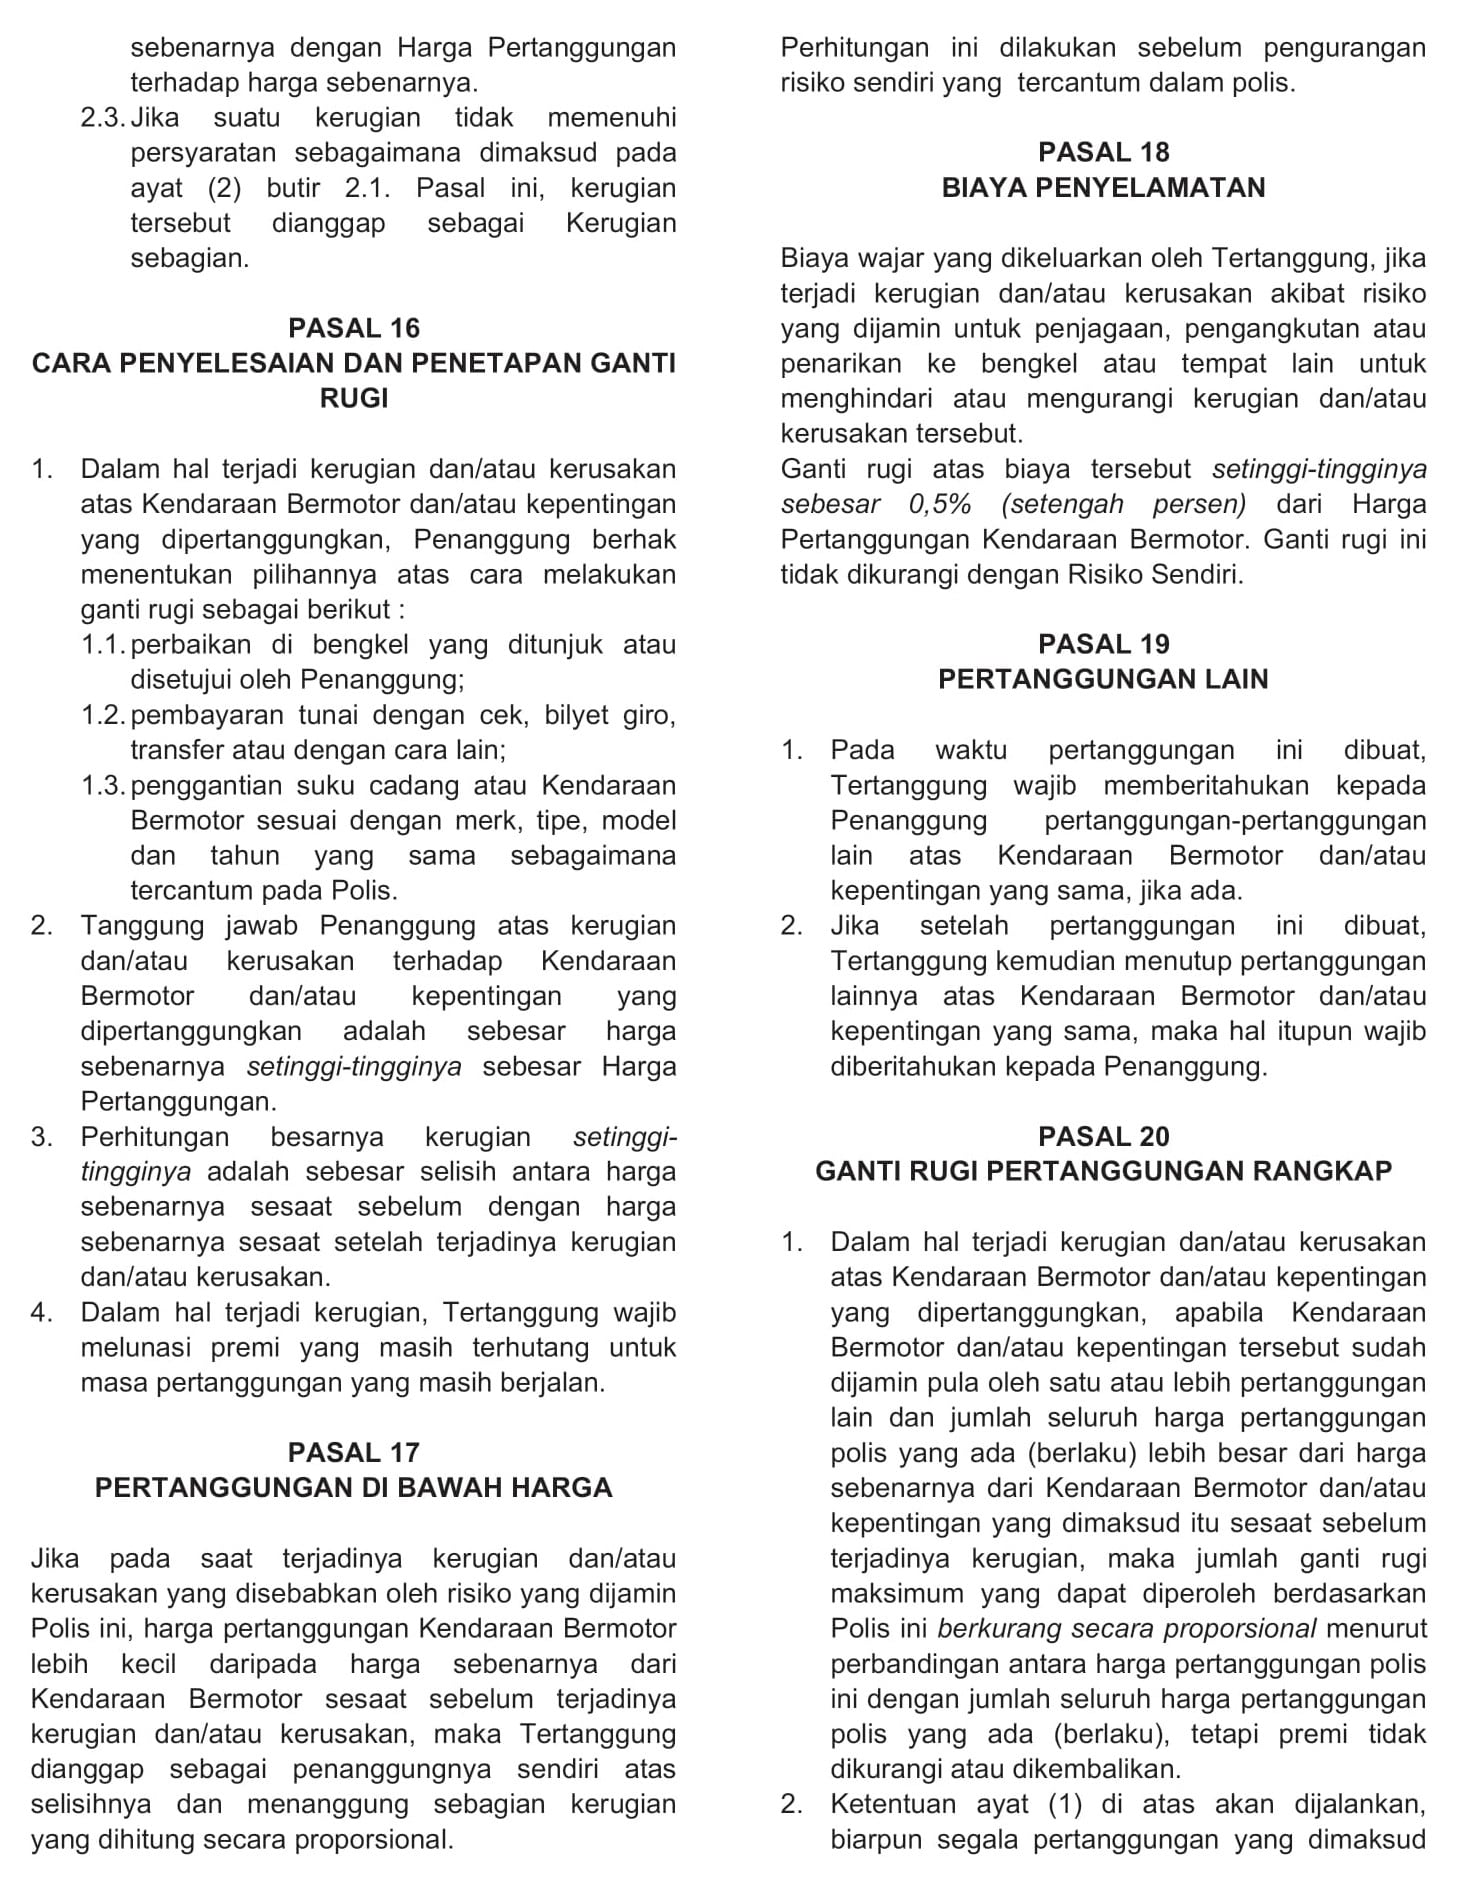 sebenarnya dengan Harga Pertanggungan
terhadap harga sebenarnya.
2.3. Jika suatu kerugian tidak memenuhi
persyaratan sebagaimana dimaksud pada
ayat (2) butir 2.1. Pasal ini, kerugian
tersebut dianggap sebagai Kerugian
sebagian.
PASAL 16
CARA PENYELESAIAN DAN PENETAPAN GANTI
RUGI
1. Dalam hal terjadi kerugian dan/atau kerusakan
atas Kendaraan Bermotor dan/atau kepentingan
yang dipertanggungkan, Penanggung berhak
menentukan pilihannya atas cara melakukan
ganti rugi sebagai berikut :
1.1. perbaikan di bengkel yang ditunjuk atau
disetujui oleh Penanggung;
1.2. pembayaran tunai dengan cek, bilyet giro,
transfer atau dengan cara lain;
1.3. penggantian suku cadang atau Kendaraan
Bermotor sesuai dengan merk, tipe, model
dan tahun yang sama sebagaimana
tercantum pada Polis.
2. Tanggung jawab Penanggung atas kerugian
dan/atau kerusakan terhadap Kendaraan
Bermotor dan/atau kepentingan yang
dipertanggungkan adalah sebesar harga
sebenarnya setinggi-tingginya sebesar Harga
Pertanggungan.
3. Perhitungan besarnya kerugian setinggi-
tingginya adalah sebesar selisih antara harga
sebenarnya sesaat sebelum dengan harga
sebenarnya sesaat setelah terjadinya kerugian
dan/atau kerusakan.
4. Dalam hal terjadi kerugian, Tertanggung wajib
melunasi premi yang masih terhutang untuk
masa pertanggungan yang masih berjalan.
PASAL 17
PERTANGGUNGAN DI BAWAH HARGA
Jika pada saat terjadinya kerugian dan/atau
kerusakan yang disebabkan oleh risiko yang dijamin
Polis ini, harga pertanggungan Kendaraan Bermotor
lebih kecil daripada harga sebenarnya dari
Kendaraan Bermotor sesaat sebelum terjadinya
kerugian dan/atau kerusakan, maka Tertanggung
dianggap sebagai penanggungnya sendiri atas
selisihnya dan menanggung sebagian kerugian
yang dihitung secara proporsional.
Perhitungan ini dilakukan sebelum pengurangan
risiko sendiri yang tercantum dalam polis.
PASAL 18
BIAYA PENYELAMATAN
Biaya wajar yang dikeluarkan oleh Tertanggung, jika
terjadi kerugian dan/atau kerusakan akibat risiko
yang dijamin untuk penjagaan, pengangkutan atau
penarikan ke bengkel atau tempat lain untuk
menghindari atau mengurangi kerugian dan/atau
kerusakan tersebut.
Ganti rugi atas biaya tersebut setinggi-tingginya
sebesar 0,5% (setengah persen) dari Harga
Pertanggungan Kendaraan Bermotor. Ganti rugi ini
tidak dikurangi dengan Risiko Sendiri.
PASAL 19
PERTANGGUNGAN LAIN
1. Pada waktu pertanggungan ini dibuat,
Tertanggung wajib memberitahukan kepada
Penanggung pertanggungan-pertanggungan
lain atas Kendaraan Bermotor dan/atau
kepentingan yang sama, jika ada.
2. Jika setelah pertanggungan ini dibuat,
Tertanggung kemudian menutup pertanggungan
lainnya atas Kendaraan Bermotor dan/atau
kepentingan yang sama, maka hal itupun wajib
diberitahukan kepada Penanggung.
PASAL 20
GANTI RUGI PERTANGGUNGAN RANGKAP
1. Dalam hal terjadi kerugian dan/atau kerusakan
atas Kendaraan Bermotor dan/atau kepentingan
yang dipertanggungkan, apabila Kendaraan
Bermotor dan/atau kepentingan tersebut sudah
dijamin pula oleh satu atau lebih pertanggungan
lain dan jumlah seluruh harga pertanggungan
polis yang ada (berlaku) lebih besar dari harga
sebenarnya dari Kendaraan Bermotor dan/atau
kepentingan yang dimaksud itu sesaat sebelum
terjadinya kerugian, maka jumlah ganti rugi
maksimum yang dapat diperoleh berdasarkan
Polis ini berkurang secara proporsional menurut
perbandingan antara harga pertanggungan polis
ini dengan jumlah seluruh harga pertanggungan
polis yang ada (berlaku), tetapi premi tidak
dikurangi atau dikembalikan.
2. Ketentuan ayat (1) di atas akan dijalankan,
biarpun segala pertanggungan yang dimaksud